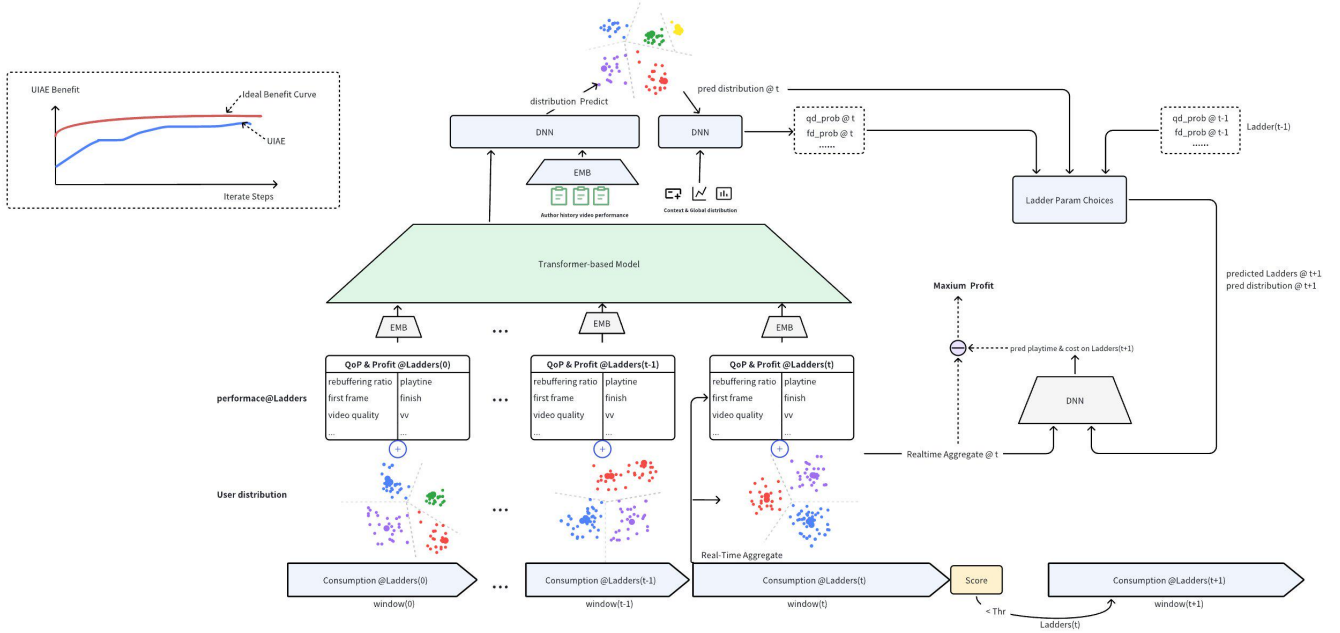 UIAE Benefit
Ideal Benefit Curve
UIAE
Iterate Steps
distribution Predict
pred distribution @ t
DNN
DNN
qd_prob @ t
fd_prob @ t
......
qd_prob @ t-1
fd_prob @ t-1
......
Ladder(t-1)
EMB
Author history video performance
Context & Global distribution
Ladder Param Choices
Transformer-based Model
predicted Ladders @ t+1
pred distribution @ t+1
Maxium Profit
EMB
...
EMB
EMB
pred playtime & cost on Ladders(t+1)
performace@Ladders
QoP & Profit @Ladders(0)
rebuffering ratio playtine
first frame finish
video quality vv
... ...
...
QoP & Profit @Ladders(t-1)
rebuffering ratio playtine
first frame finish
video quality vv
... ...
QoP & Profit @Ladders(t)
rebuffering ratio playtine
first frame finish
video quality vv
... ...
DNN
Realtime Aggregate @ t
User distribution
...
Real-Time Aggregate
Consumption @Ladders(0)
...
Consumption @Ladders(t-1)
Consumption @Ladders(t)
Score
Consumption @Ladders(t+1)
window(0)
window(t-1)
window(t)
< Thr
Ladders(t)
window(t+1)